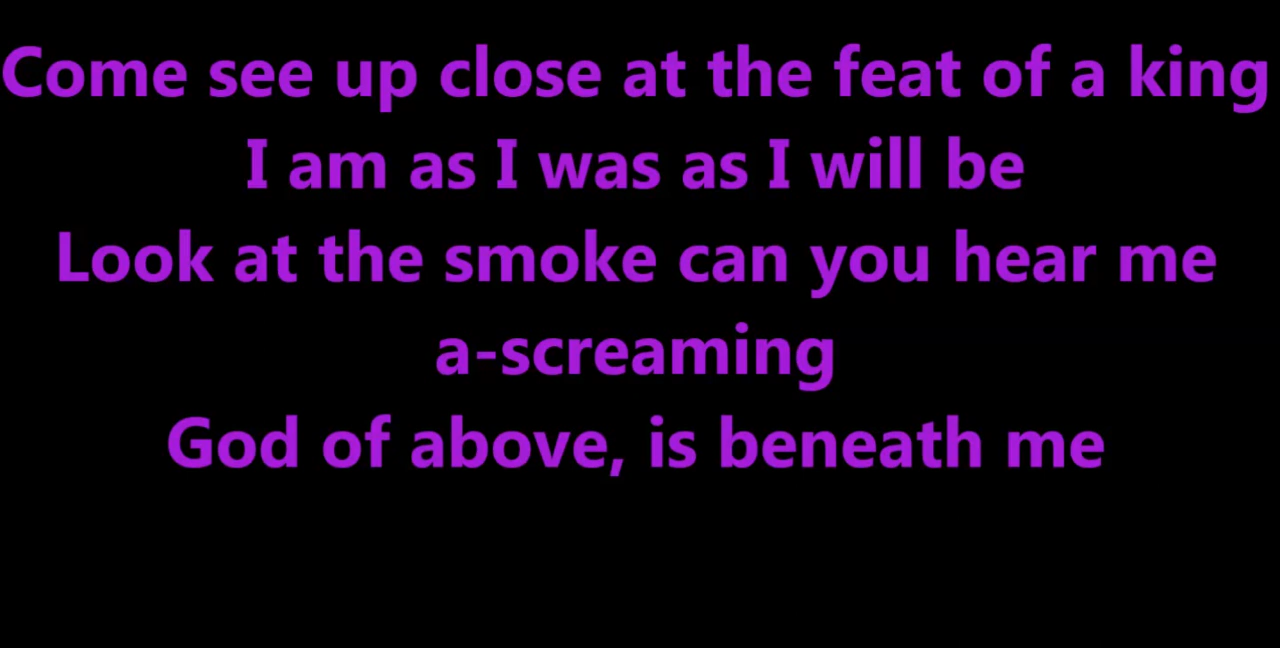 Come see up close at the feat of a king
I am as I was as I will be
Look at the smoke can you hear me
a-screaming
God of above, is beneath me